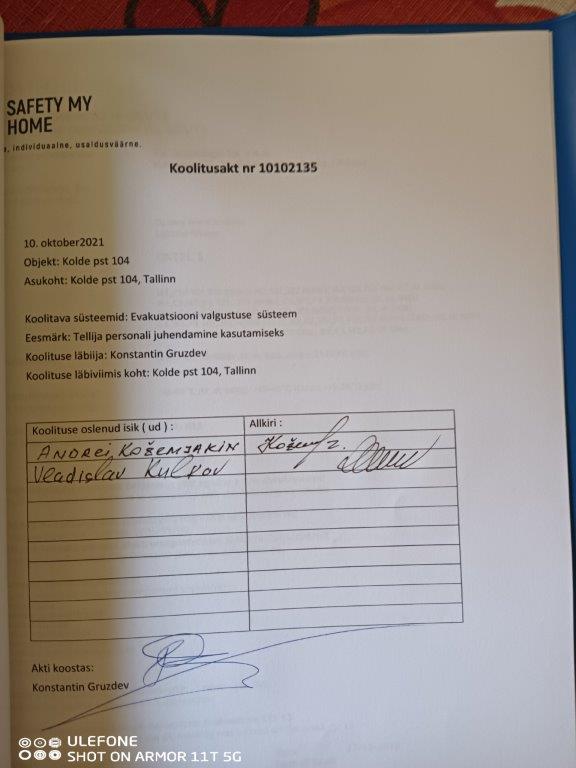 SAFETY MY
HOME
, individuaalne, usaldusväärne.
Koolitusakt nr 10102135
10. oktober2021
Objekt: Kolde pst 104
Asukoht: Kolde pst 104, Tallinn
Koolitava süsteemid: Evakuatsiooni valgustuse süsteem
Eesmärk: Tellija personali juhendamine kasutamiseks
Koolituse läbiija: Konstantin Gruzdev
Koolituse läbiviimis koht: Kolde pst 104, Tallinn
Koolituse oslenud isik ( ud ) : Allkiri :
ANDREI KOŠEMJAKIN
Vladislav Kulkov
Akti koostas:
Konstantin Gruzdev
ULEFONE
SHOT ON ARMOR 11T 5G